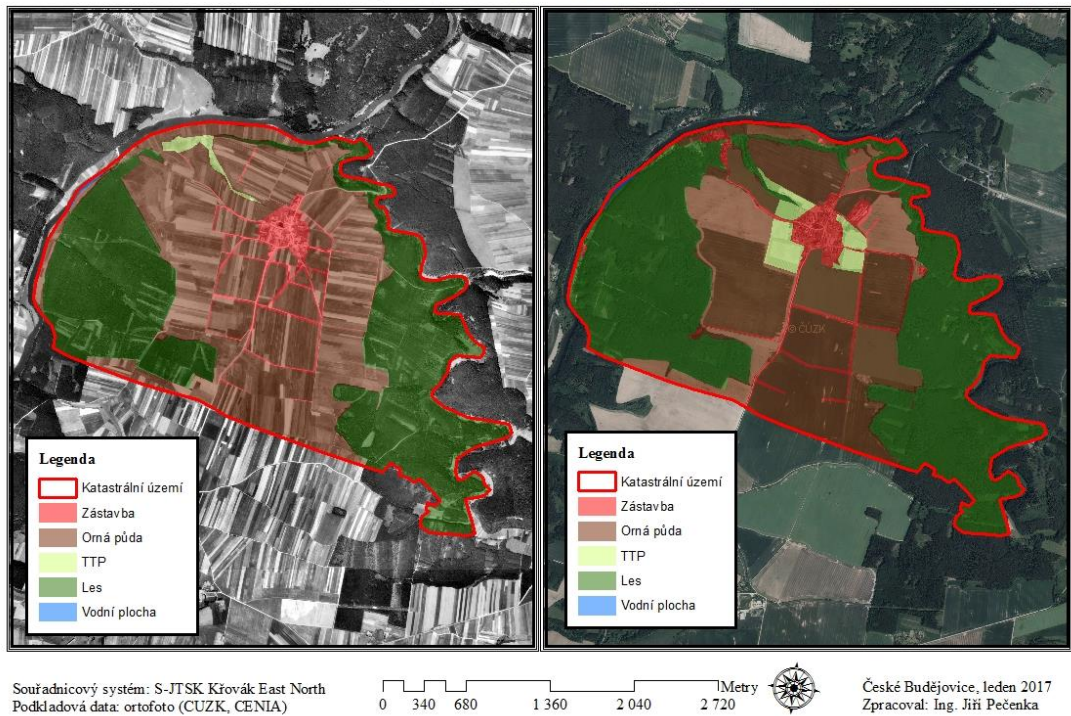 Legenda
Katastrální území
Zástavba
Orná půda
TTP
Les
Vodní plocha
© ČÚZK
Legenda
Katastrální území
Zástavba
Orná půda
TTP
Les
Vodní plocha
Souřadnicový systém: S-JTSK Křovák East North
Podkladová data: ortofoto (CUZK, CENIA)
Metry
0 340 680 1 360 2 040 2 720
České Budějovice, leden 2017
Zpracoval: Ing. Jiří Pečenka